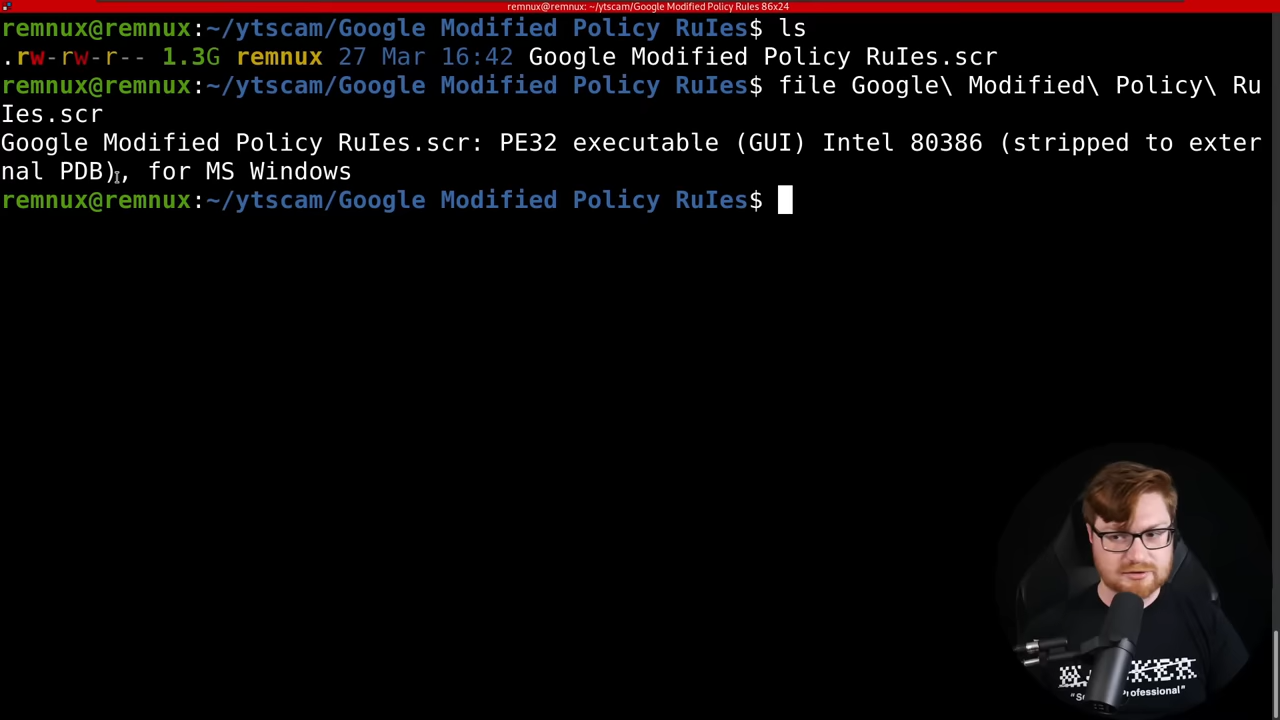 remnux@remnux: ~/ytscam/Google Modified Policy Rules 86x24
remnux@remnux:~/ytscam/Google Modified Policy RuIes$ ls
.rw-rw-r-- 1.3G remnux 27 Mar 16:42 Google Modified Policy RuIes.scr
remnux@remnux:~/ytscam/Google Modified Policy RuIes$ file Google\ Modified\ Policy\ Ru
Ies.scr
Google Modified Policy RuIes.scr: PE32 executable (GUI) Intel 80386 (stripped to exter
nal PDB), for MS Windows
remnux@remnux:~/ytscam/Google Modified Policy RuIes$